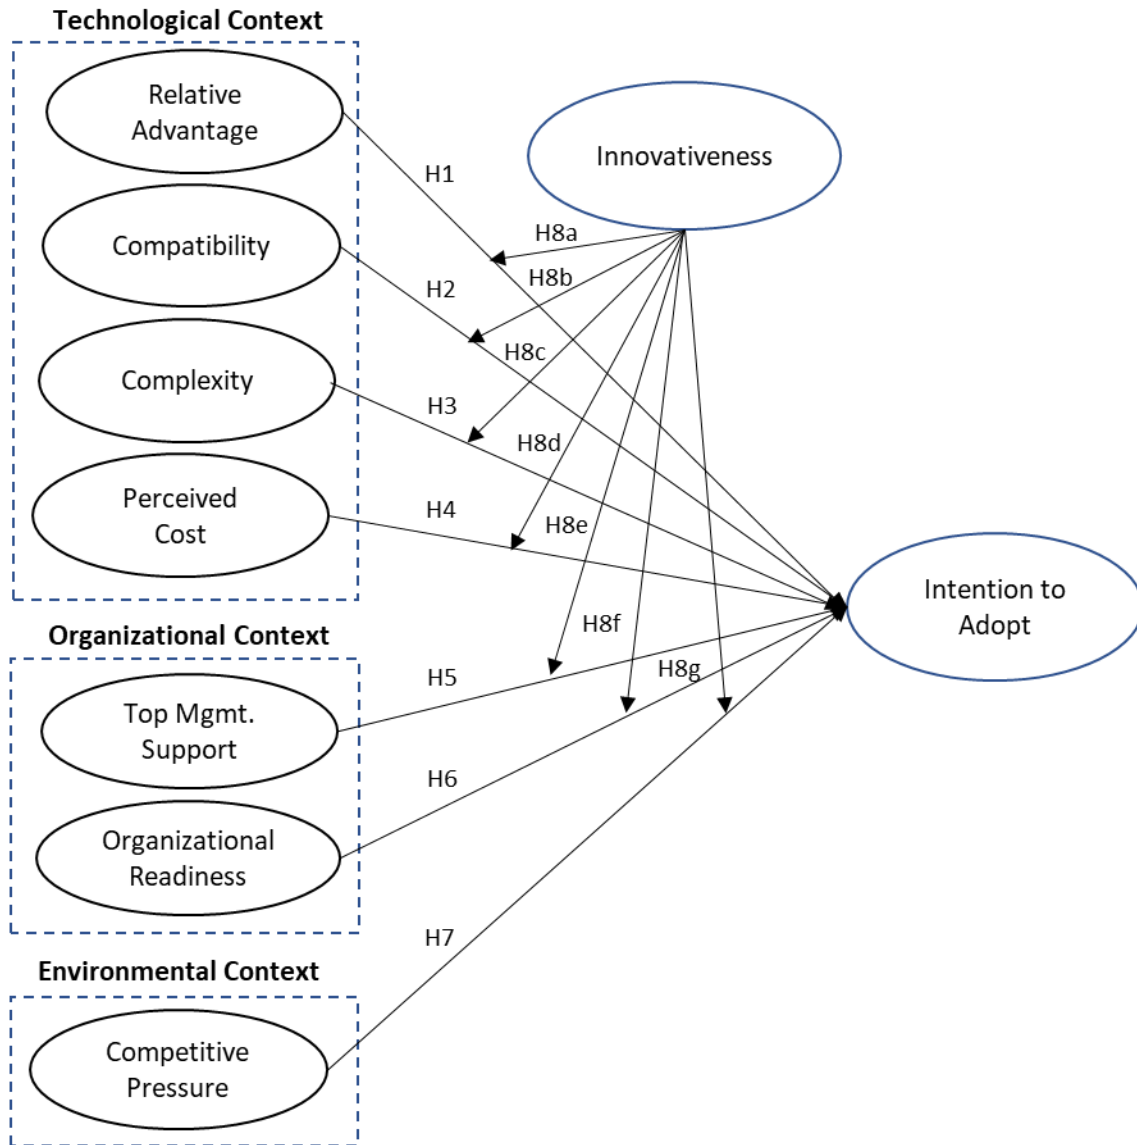 Technological Context
Relative
Advantage
Innovativeness
H1
H8a
Compatibility
H2
H8b
H8c
Complexity
H3
H8d
Perceived
Cost
H4
H8e
Intention to
Adopt
Organizational Context
H8f
H8g
Top Mgmt.
Support
H5
H6
Organizational
Readiness
H7
Environmental Context
Competitive
Pressure